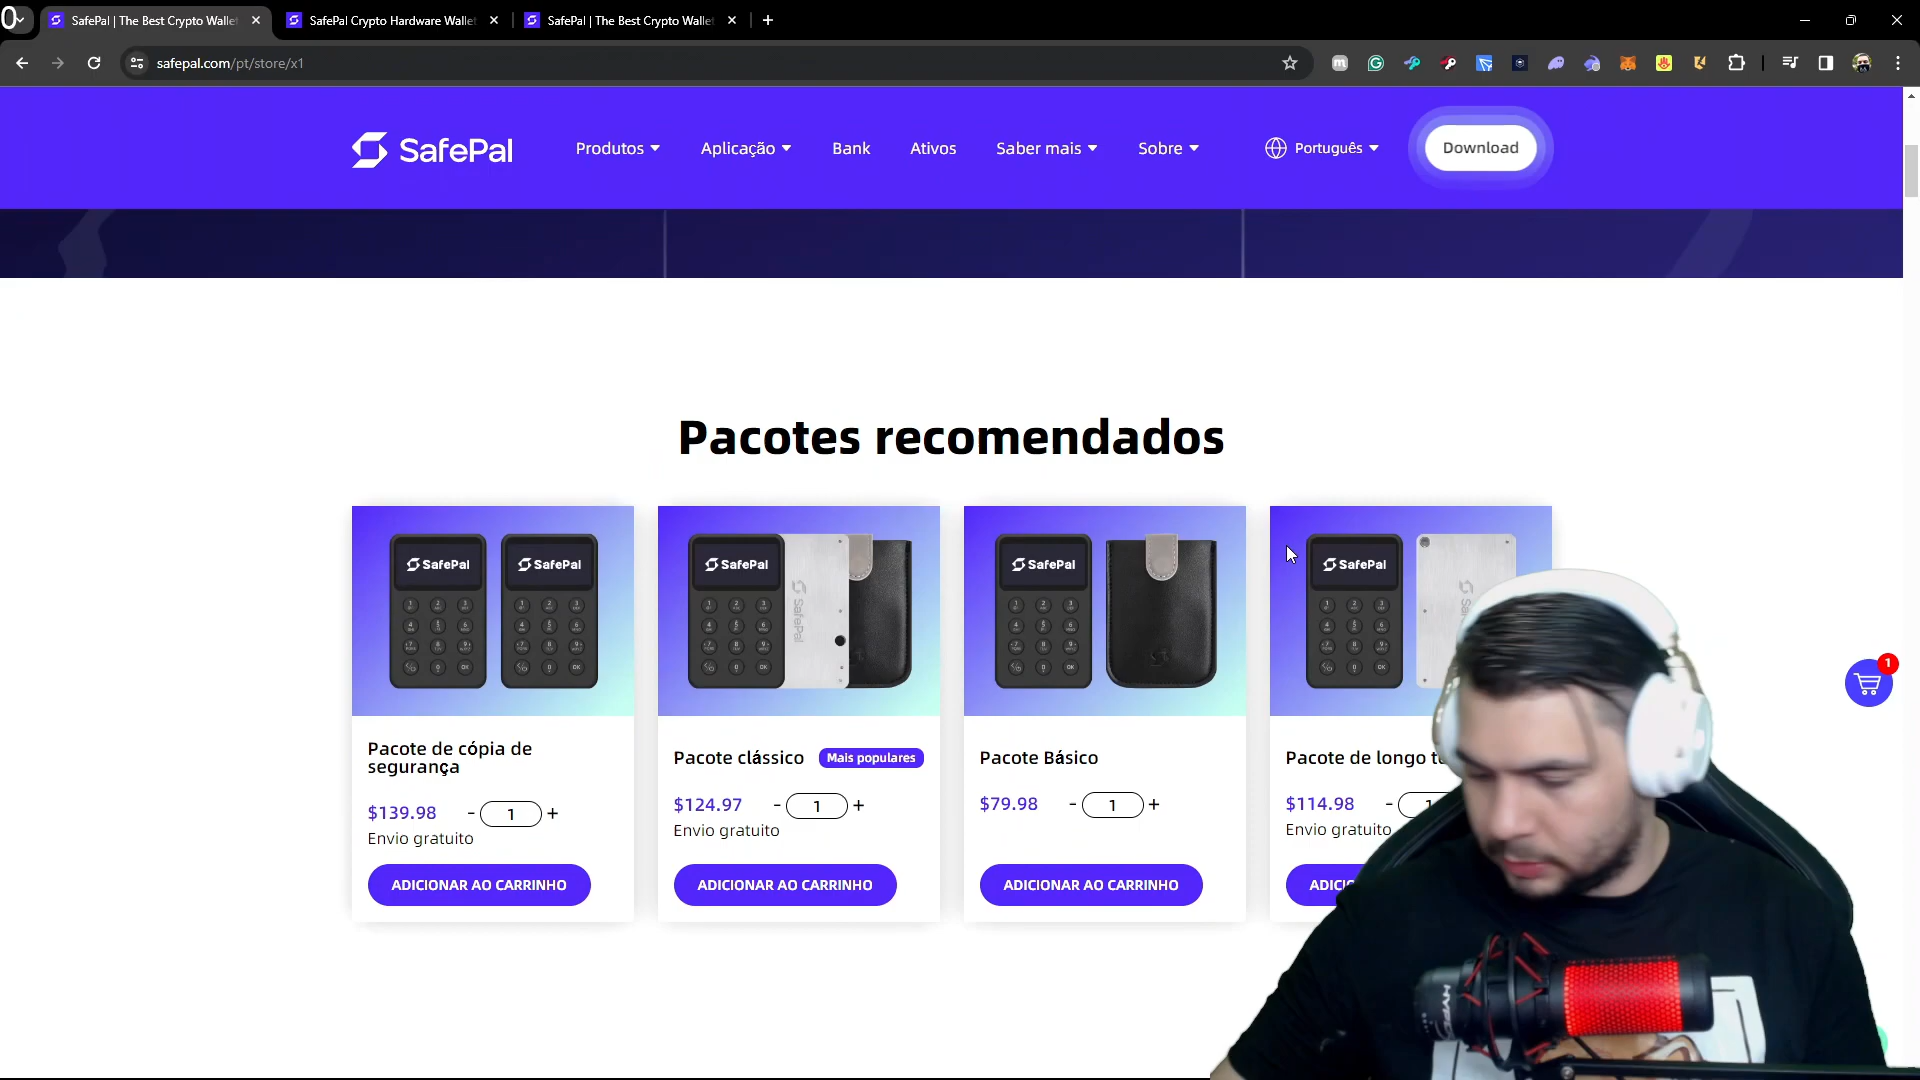 SafePal | The Best Crypto Wallet
SafePal Crypto Hardware Wallet
SafePal | The Best Crypto Wallet
safepal.com/pt/store/x1
SafePal
Produtos
Aplicação
Bank
Ativos
Saber mais
Sobre
Português
Download
Pacotes recomendados
SafePal
SafePal
SafePal
SafePal
SafePal
SafePal
Pacote de cópia de
segurança
$139.98
- 1 +
Envio gratuito
ADICIONAR AO CARRINHO
Pacote clássico
Mais populares
$124.97
- 1 +
Envio gratuito
ADICIONAR AO CARRINHO
Pacote Básico
$79.98
- 1 +
ADICIONAR AO CARRINHO
Pacote de longo
$114.98
- 1
Envio gratuito
1
HYPER